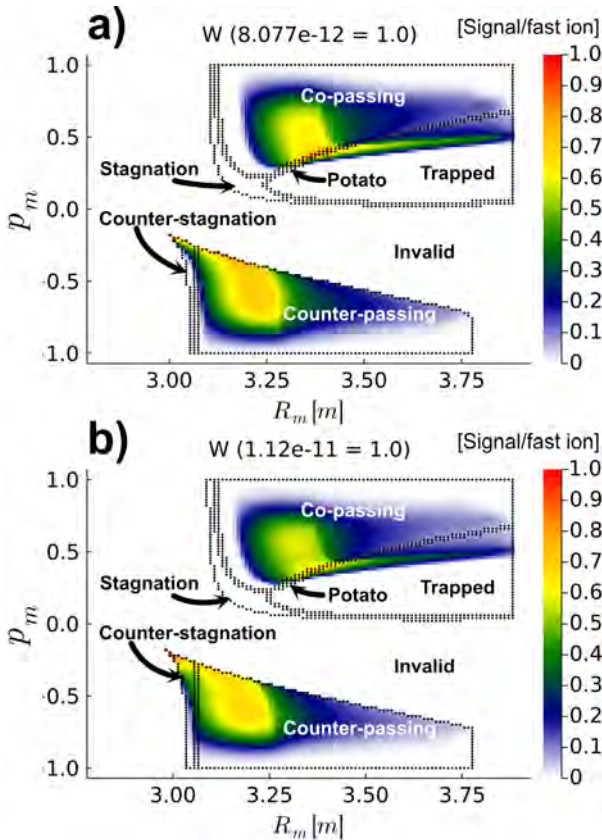 a)
W (8.077e-12 = 1.0)
[Signal/fast ion]
1.0
0.5
0.0
-0.5
-1.0
p_m
Co-passing
Stagnation
Potato
Trapped
Counter-stagnation
Invalid
Counter-passing
3.00 3.25 3.50 3.75
R_m [m]
1.0
0.9
0.8
0.7
0.6
0.5
0.4
0.3
0.2
0.1
0
b)
W (1.12e-11 = 1.0)
[Signal/fast ion]
1.0
0.5
0.0
0.5
1.0
p_m
Co-passing
Stagnation
Potato
Trapped
Counter-stagnation
Invalid
Counter-passing
3.00 3.25 3.50 3.75
R_m [m]
1.0
0.9
0.8
0.7
0.6
0.5
0.4
0.3
0.2
0.1
0